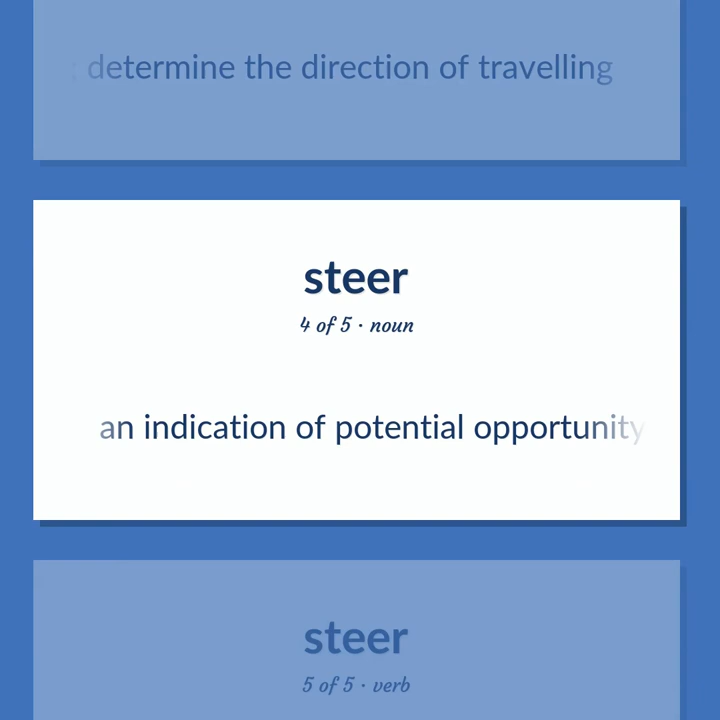 ; determine the direction of travelling
steer
4 of 5 · noun
an indication of potential opportunity
steer
5 of 5 · verb